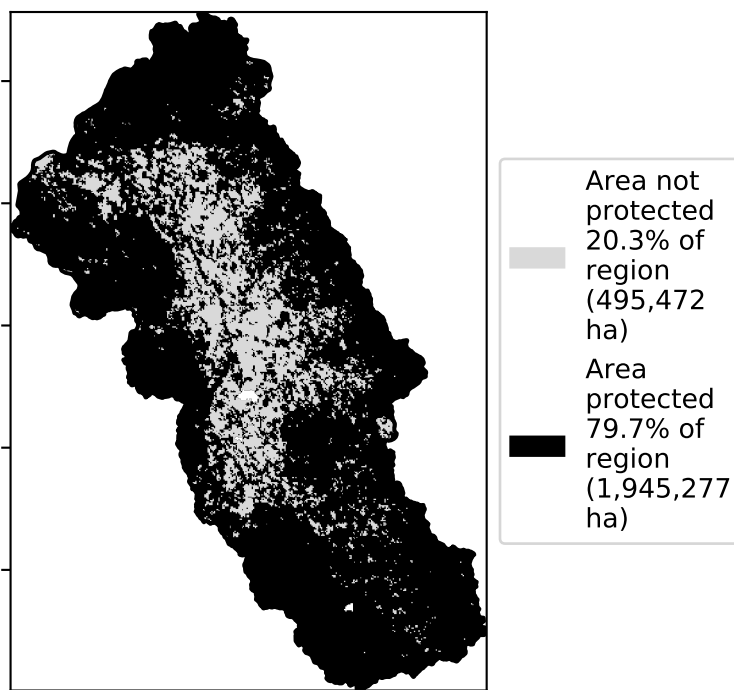 Area not
protected
20.3% of
region
(495,472
ha)
Area
protected
79.7% of
region
(1,945,277
ha)